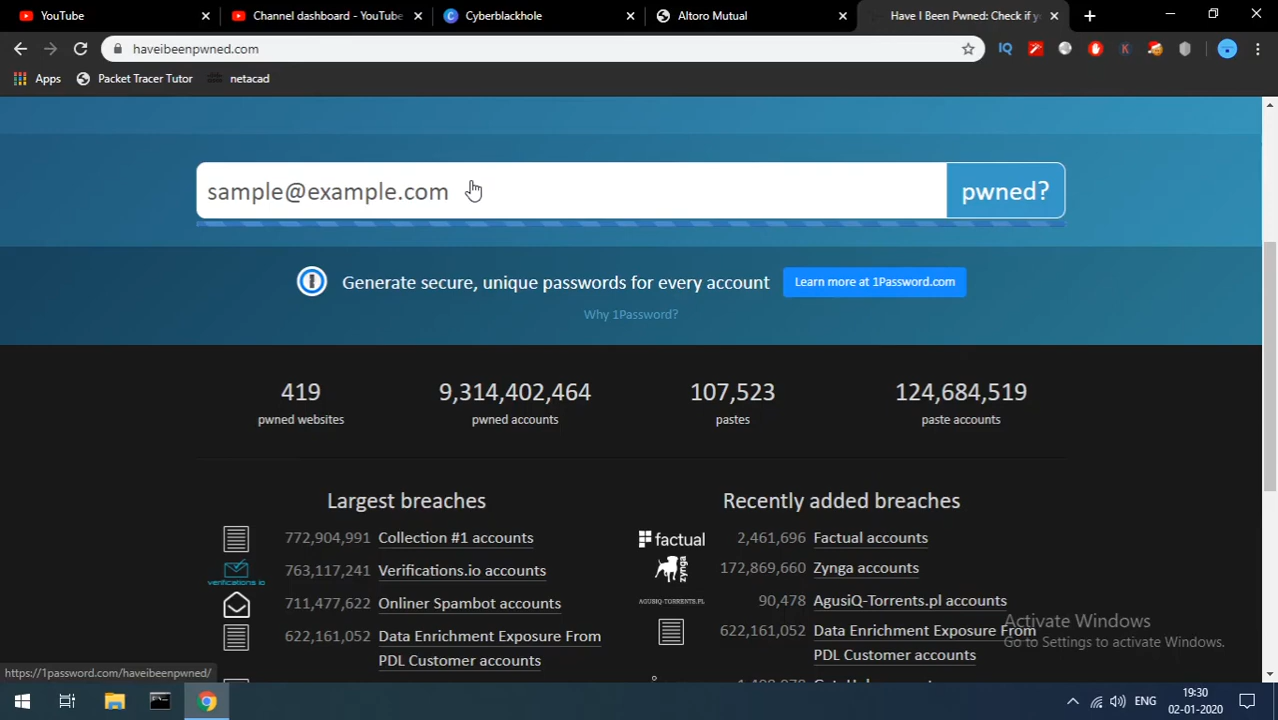 YouTube
Channel dashboard - YouTube
Cyberblackhole
Altoro Mutual
Have I Been Pwned: Check if y
haveibeenpwned.com
IQ
K
Apps
Packet Tracer Tutor
netacad
sample@example.com
pwned?
Generate secure, unique passwords for every account
Learn more at 1Password.com
Why 1Password?
419
9,314,402,464
107,523
124,684,519
pwned websites
pwned accounts
pastes
paste accounts
Largest breaches
Recently added breaches
772,904,991 Collection #1 accounts
factual 2,461,696 Factual accounts
verifications io 763,117,241 Verifications.io accounts
172,869,660 Zynga accounts
711,477,622 Onliner Spambot accounts
AGUSIQ-TORRENTS.PL 90,478 AgusiQ-Torrents.pl accounts
622,161,052 Data Enrichment Exposure From
PDL Customer accounts
622,161,052 Data Enrichment Exposure From
PDL Customer accounts
Activate Windows
Go to Settings to activate Windows.
https://1password.com/haveibeenpwned/
ENG
19:30
02-01-2020